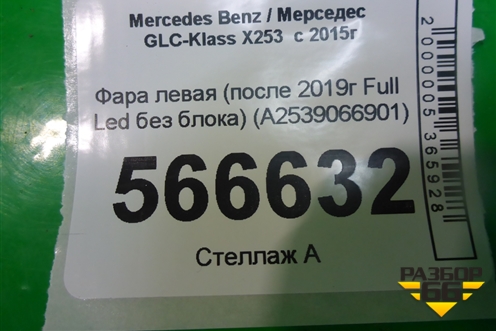 Mercedes Benz / Мерседес
GLC-Klass X253 с 2015г
Фара левая (после 2019г Full
Led без блока) (A2539066901)
566632
Стеллаж А
2000005365928
РАЗБОР
66